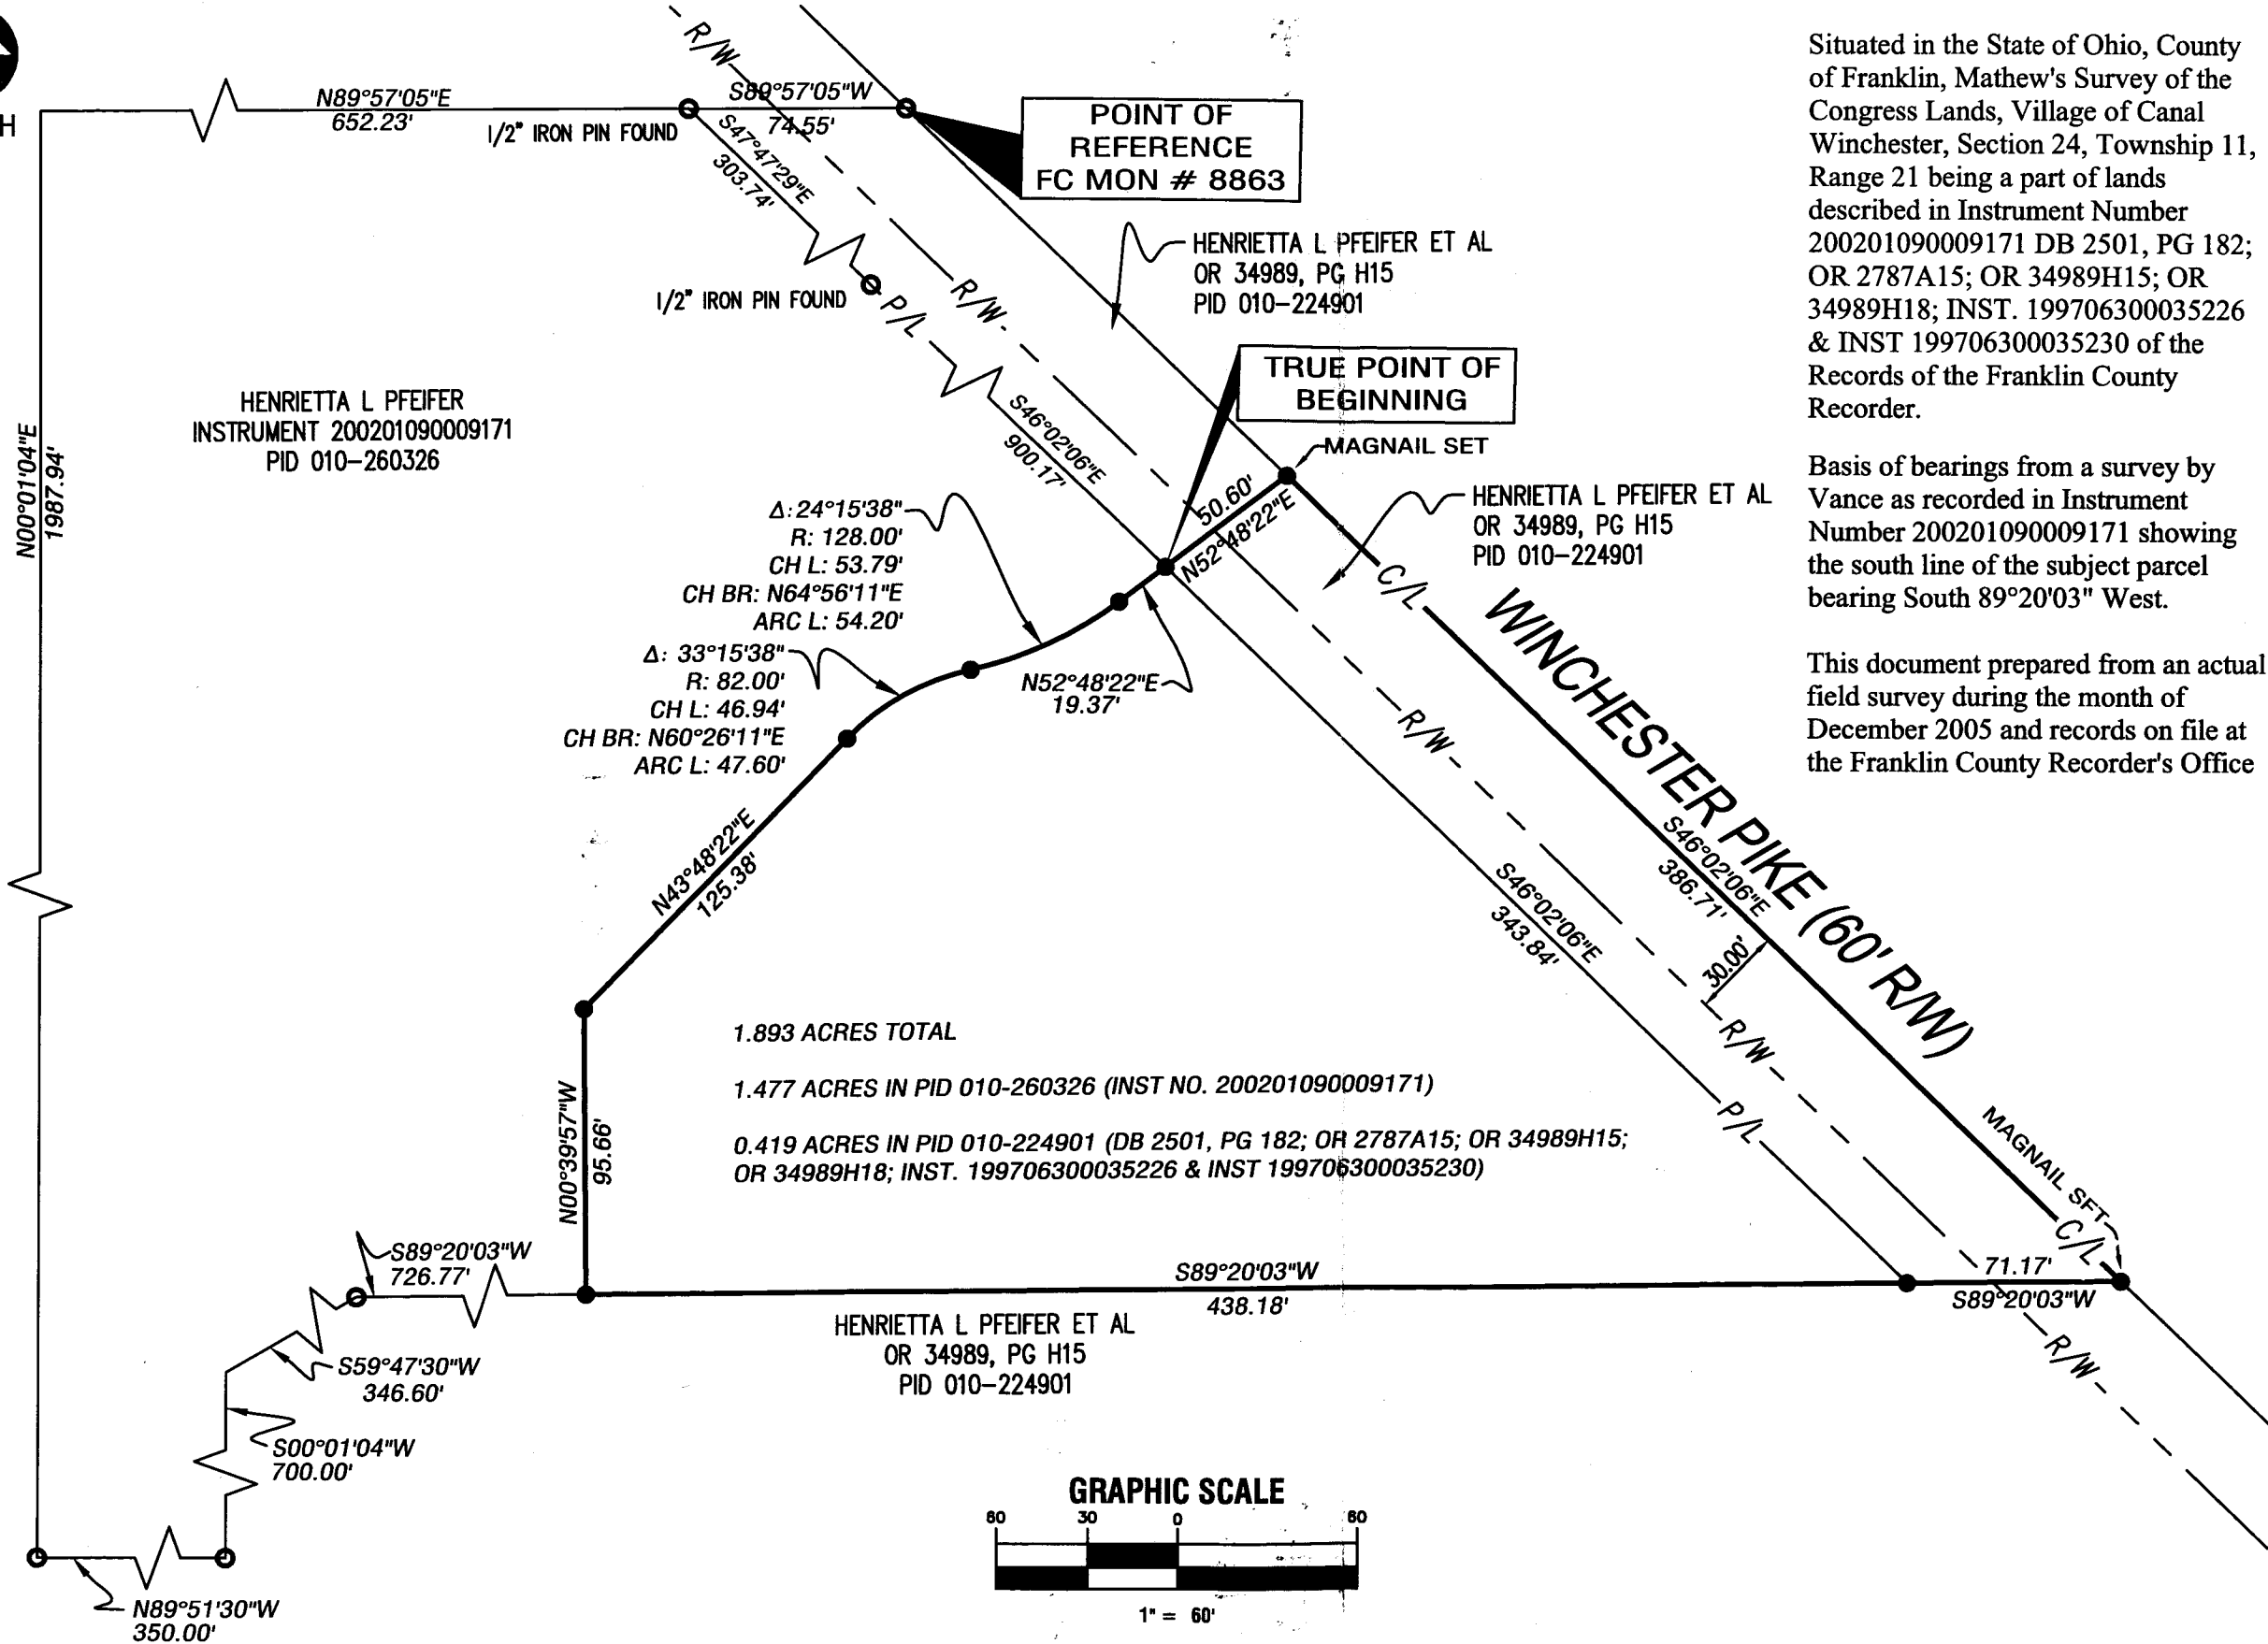 H
N89°57'05"E
652.23'
1/2" IRON PIN FOUND
R/W
S89°57'05"W
74.55'
S47°47'29"E
303.74'
POINT OF
REFERENCE
FC MON # 8863
1/2" IRON PIN FOUND
P/L
R/W
HENRIETTA L PFEIFER ET AL
OR 34989, PG H15
PID 010-224901
TRUE POINT OF
BEGINNING
MAGNAIL SET
HENRIETTA L PFEIFER
INSTRUMENT 200201090009171
PID 010-260326
N00°01'04"E
1987.94'
S46°02'06"E
900.17'
50.60'
N52°48'22"E
HENRIETTA L PFEIFER ET AL
OR 34989, PG H15
PID 010-224901
Δ:24°15'38"
R: 128.00'
CH L: 53.79'
CH BR: N64°56'11"E
ARC L: 54.20'
Δ: 33°15'38"
R: 82.00'
CH L: 46.94'
CH BR: N60°26'11"E
ARC L: 47.60'
N52°48'22"E
19.37'
C/L
WINCHESTER PIKE (60' R/W)
R/W
S46°02'06"E
386.71'
S46°02'06"E
343.84'
30.00'
R/W
P/L
N43°48'22"E
125.38'
1.893 ACRES TOTAL
1.477 ACRES IN PID 010-260326 (INST NO. 200201090009171)
0.419 ACRES IN PID 010-224901 (DB 2501, PG 182; OR 2787A15; OR 34989H15;
OR 34989H18; INST. 199706300035226 & INST 199706300035230)
N00°39'57"W
95.66'
MAGNAIL SET
C/L
71.17'
S89°20'03"W
R/W
S89°20'03"W
438.18'
HENRIETTA L PFEIFER ET AL
OR 34989, PG H15
PID 010-224901
S89°20'03"W
726.77'
S59°47'30"W
346.60'
S00°01'04"W
700.00'
N89°51'30"W
350.00'
GRAPHIC SCALE
60 30 0 60
1" = 60'
Situated in the State of Ohio, County
of Franklin, Mathew's Survey of the
Congress Lands, Village of Canal
Winchester, Section 24, Township 11,
Range 21 being a part of lands
described in Instrument Number
200201090009171 DB 2501, PG 182;
OR 2787A15; OR 34989H15; OR
34989H18; INST. 199706300035226
& INST 199706300035230 of the
Records of the Franklin County
Recorder.
Basis of bearings from a survey by
Vance as recorded in Instrument
Number 200201090009171 showing
the south line of the subject parcel
bearing South 89°20'03" West.
This document prepared from an actual
field survey during the month of
December 2005 and records on file at
the Franklin County Recorder's Office